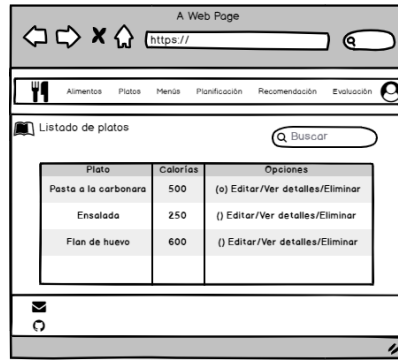 A Web Page
https://
Alimentos Platos Menús Planificación Recomendación Evaluación
Listado de platos
Buscar
Plato Calorías Opciones
Pasta a la carbonara 500 (o) Editar/Ver detalles/Eliminar
Ensalada 250 () Editar/Ver detalles/Eliminar
Flan de huevo 600 () Editar/Ver detalles/Eliminar